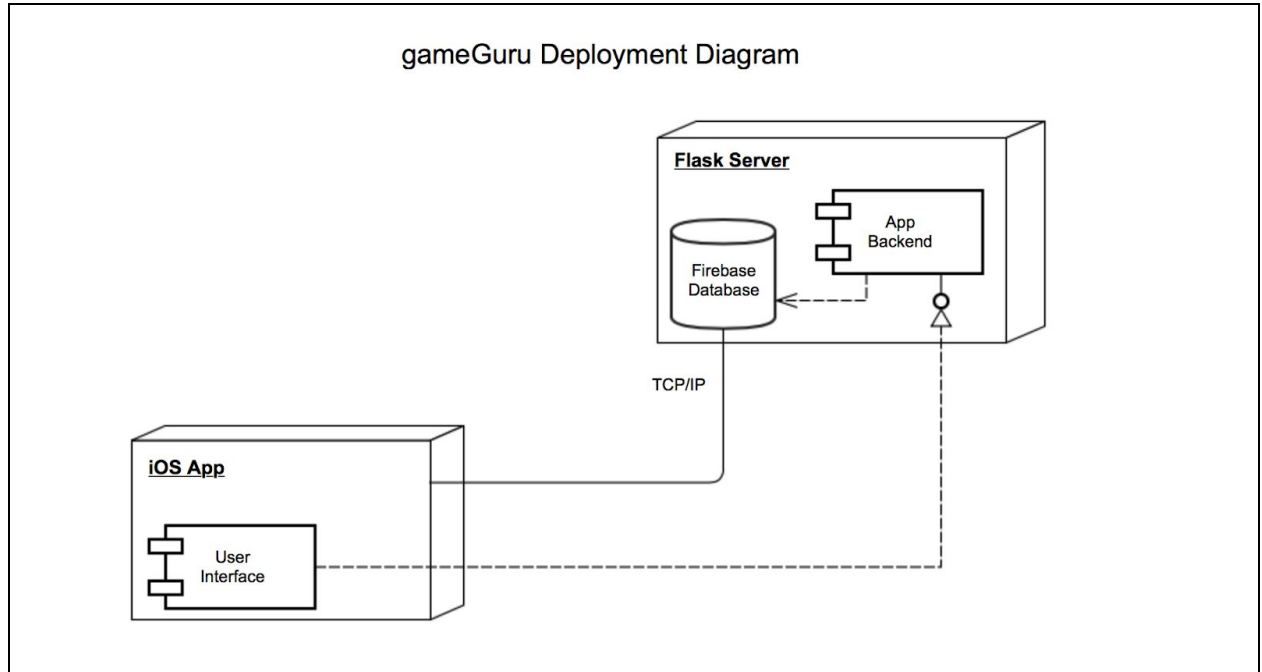 gameGuru Deployment Diagram
Flask Server
App
Backend
Firebase
Database
TCP/IP
iOS App
User
Interface